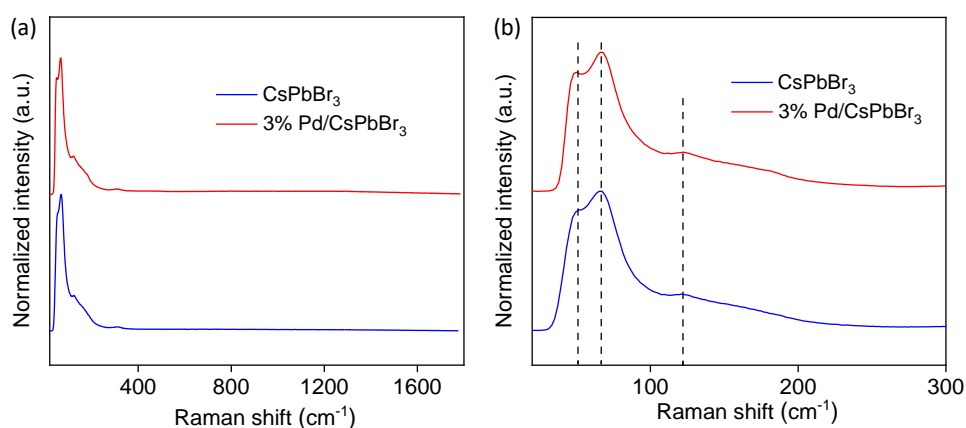 (a)
Normalized intensity (a.u.)
CsPbBr₃
3% Pd/CsPbBr₃
400 800 1200 1600
Raman shift (cm⁻¹)
(b)
Normalized intensity (a.u.)
CsPbBr₃
3% Pd/CsPbBr₃
100 200 300
Raman shift (cm⁻¹)